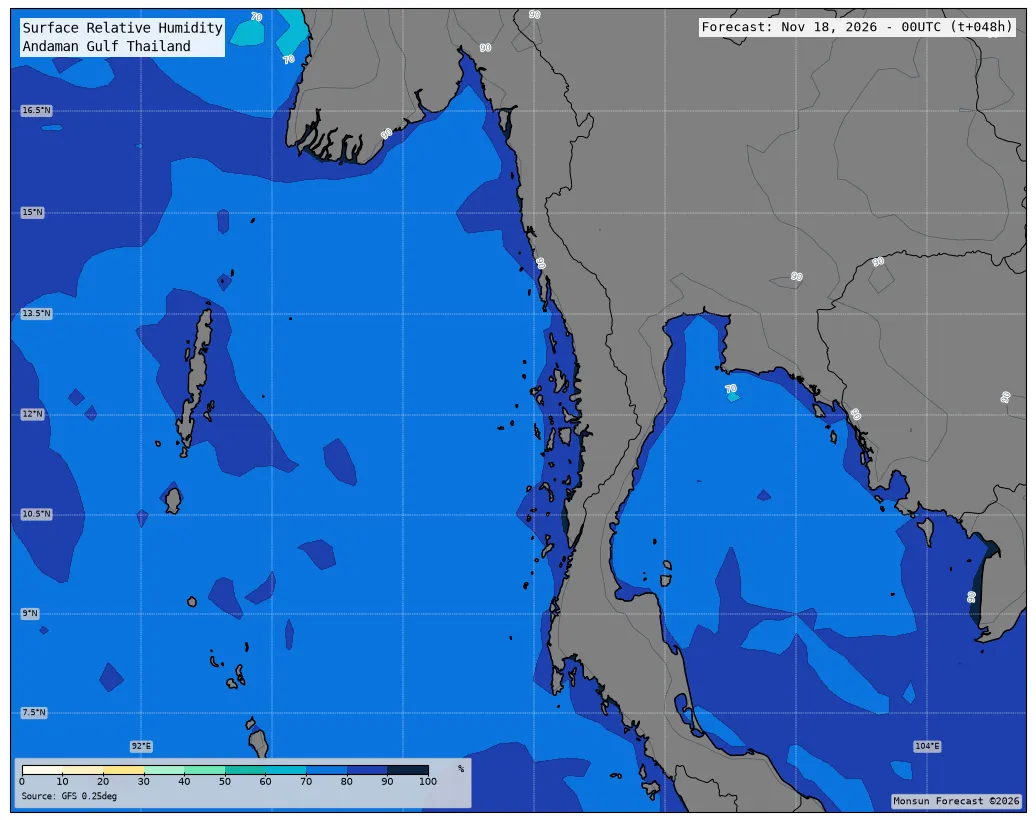 Surface Relative Humidity
Andaman Gulf Thailand
Forecast: Nov 18, 2026 - 00UTC (t+048h)
70
90
90
70
16.5°N
90
15°N
90
90
90
13.5°N
70
90
12°N
90
10.5°N
90
9°N
7.5°N
92°E
104°E
%
0 10 20 30 40 50 60 70 80 90 100
Source: GFS 0.25deg
Monsun Forecast ©2026